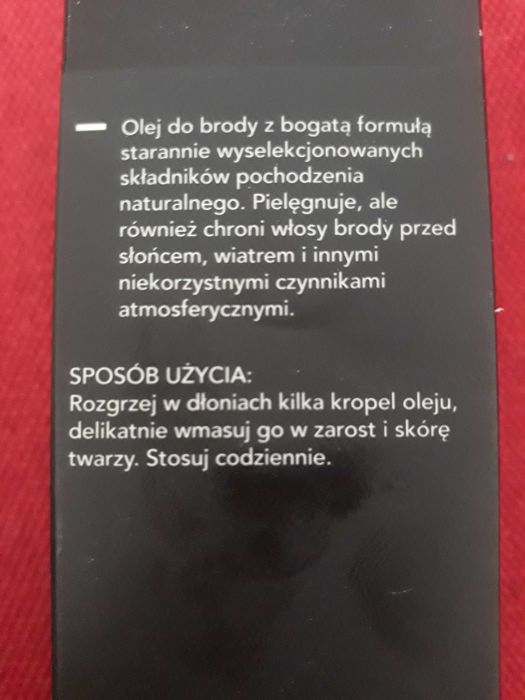 Olej do brody z bogatą formułą
starannie wyselekcjonowanych
składników pochodzenia
naturalnego. Pielęgnuje, ale
również chroni włosy brody przed
słońcem, wiatrem i innymi
niekorzystnymi czynnikami
atmosferycznymi.
SPOSÓB UŻYCIA:
Rozgrzej w dłoniach kilka kropel oleju,
delikatnie wmasuj go w zarost i skórę
twarzy. Stosuj codziennie.